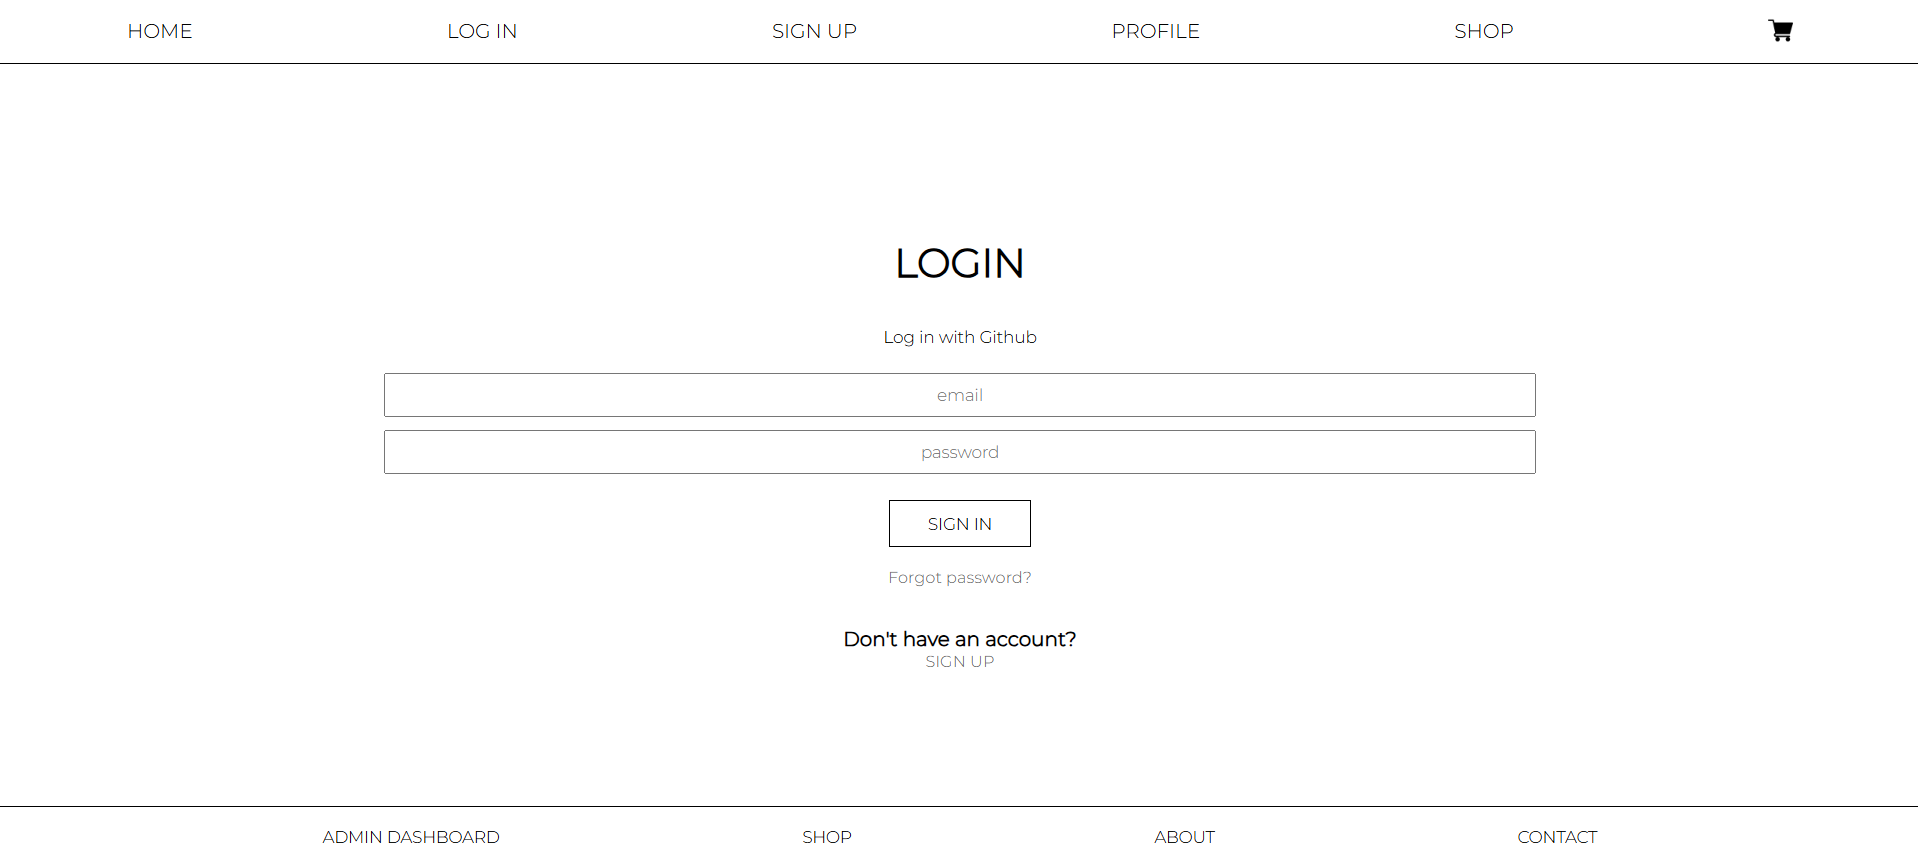 HOME LOG IN SIGN UP PROFILE SHOP
LOGIN
Log in with Github
email
password
SIGN IN
Forgot password?
Don't have an account?
SIGN UP
ADMIN DASHBOARD SHOP ABOUT CONTACT